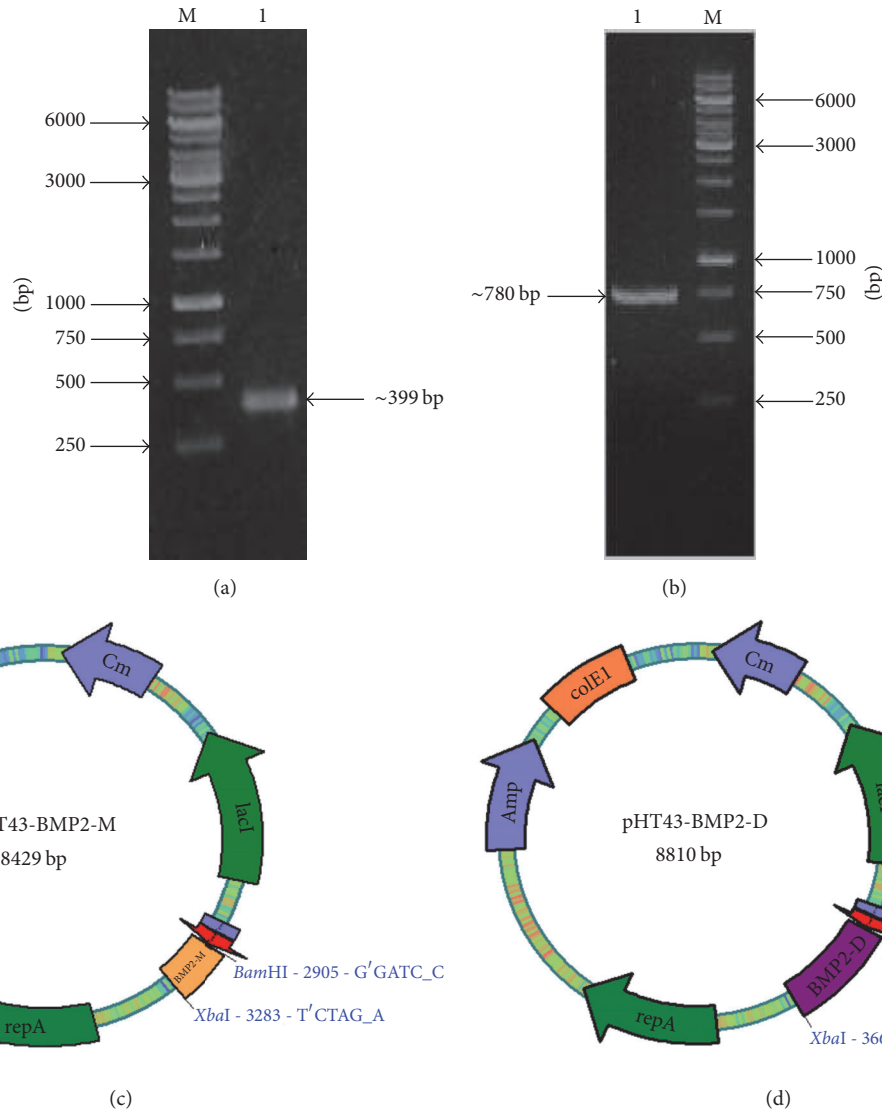 M 1
6000
3000
1000
750
500
250
(bp)
~399 bp
(a)
1 M
6000
3000
1000
750
500
250
(bp)
~780 bp
(b)
Cm
lacI
T43-BMP2-M
8429 bp
BMP2-M
BamHI - 2905 - G'GATC_C
XbaI - 3283 - T'CTAG_A
repA
(c)
colE1
Cm
Amp
pHT43-BMP2-D
8810 bp
BMP2-D
repA
XbaI - 366
(d)